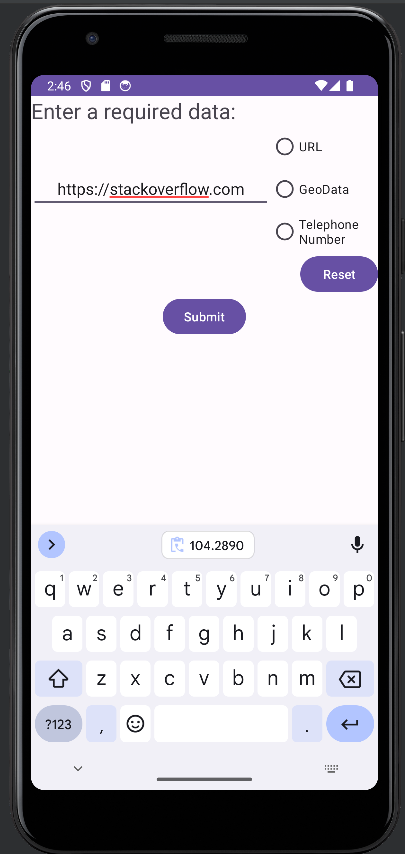 2:46
Enter a required data:
URL
https://stackoverflow.com
GeoData
Telephone
Number
Reset
Submit
104.2890
q1 w2 e3 r4 t5 y6 u7 i8 o9 p0
a s d f g h j k l
z x c v b n m
?123 , .